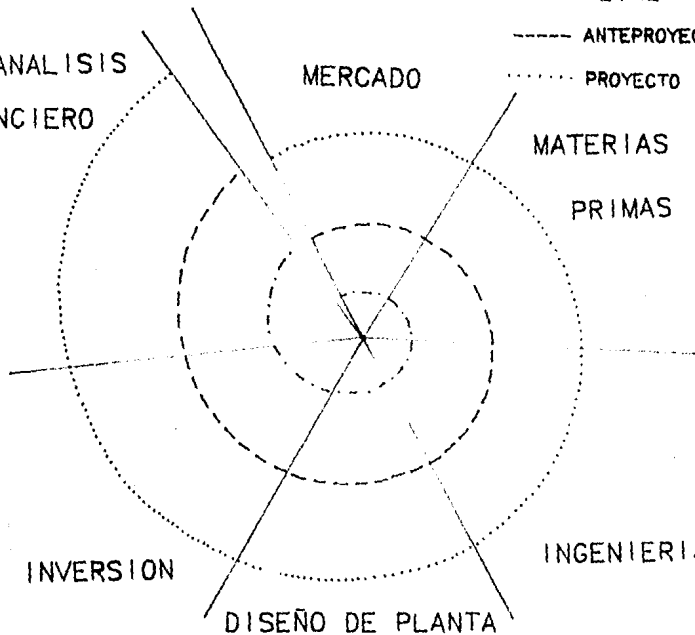 ANALISIS
NCIERO
MERCADO
ANTEPROYEC
PROYECTO
MATERIAS
PRIMAS
INGENIERI
INVERSION
DISEÑO DE PLANTA